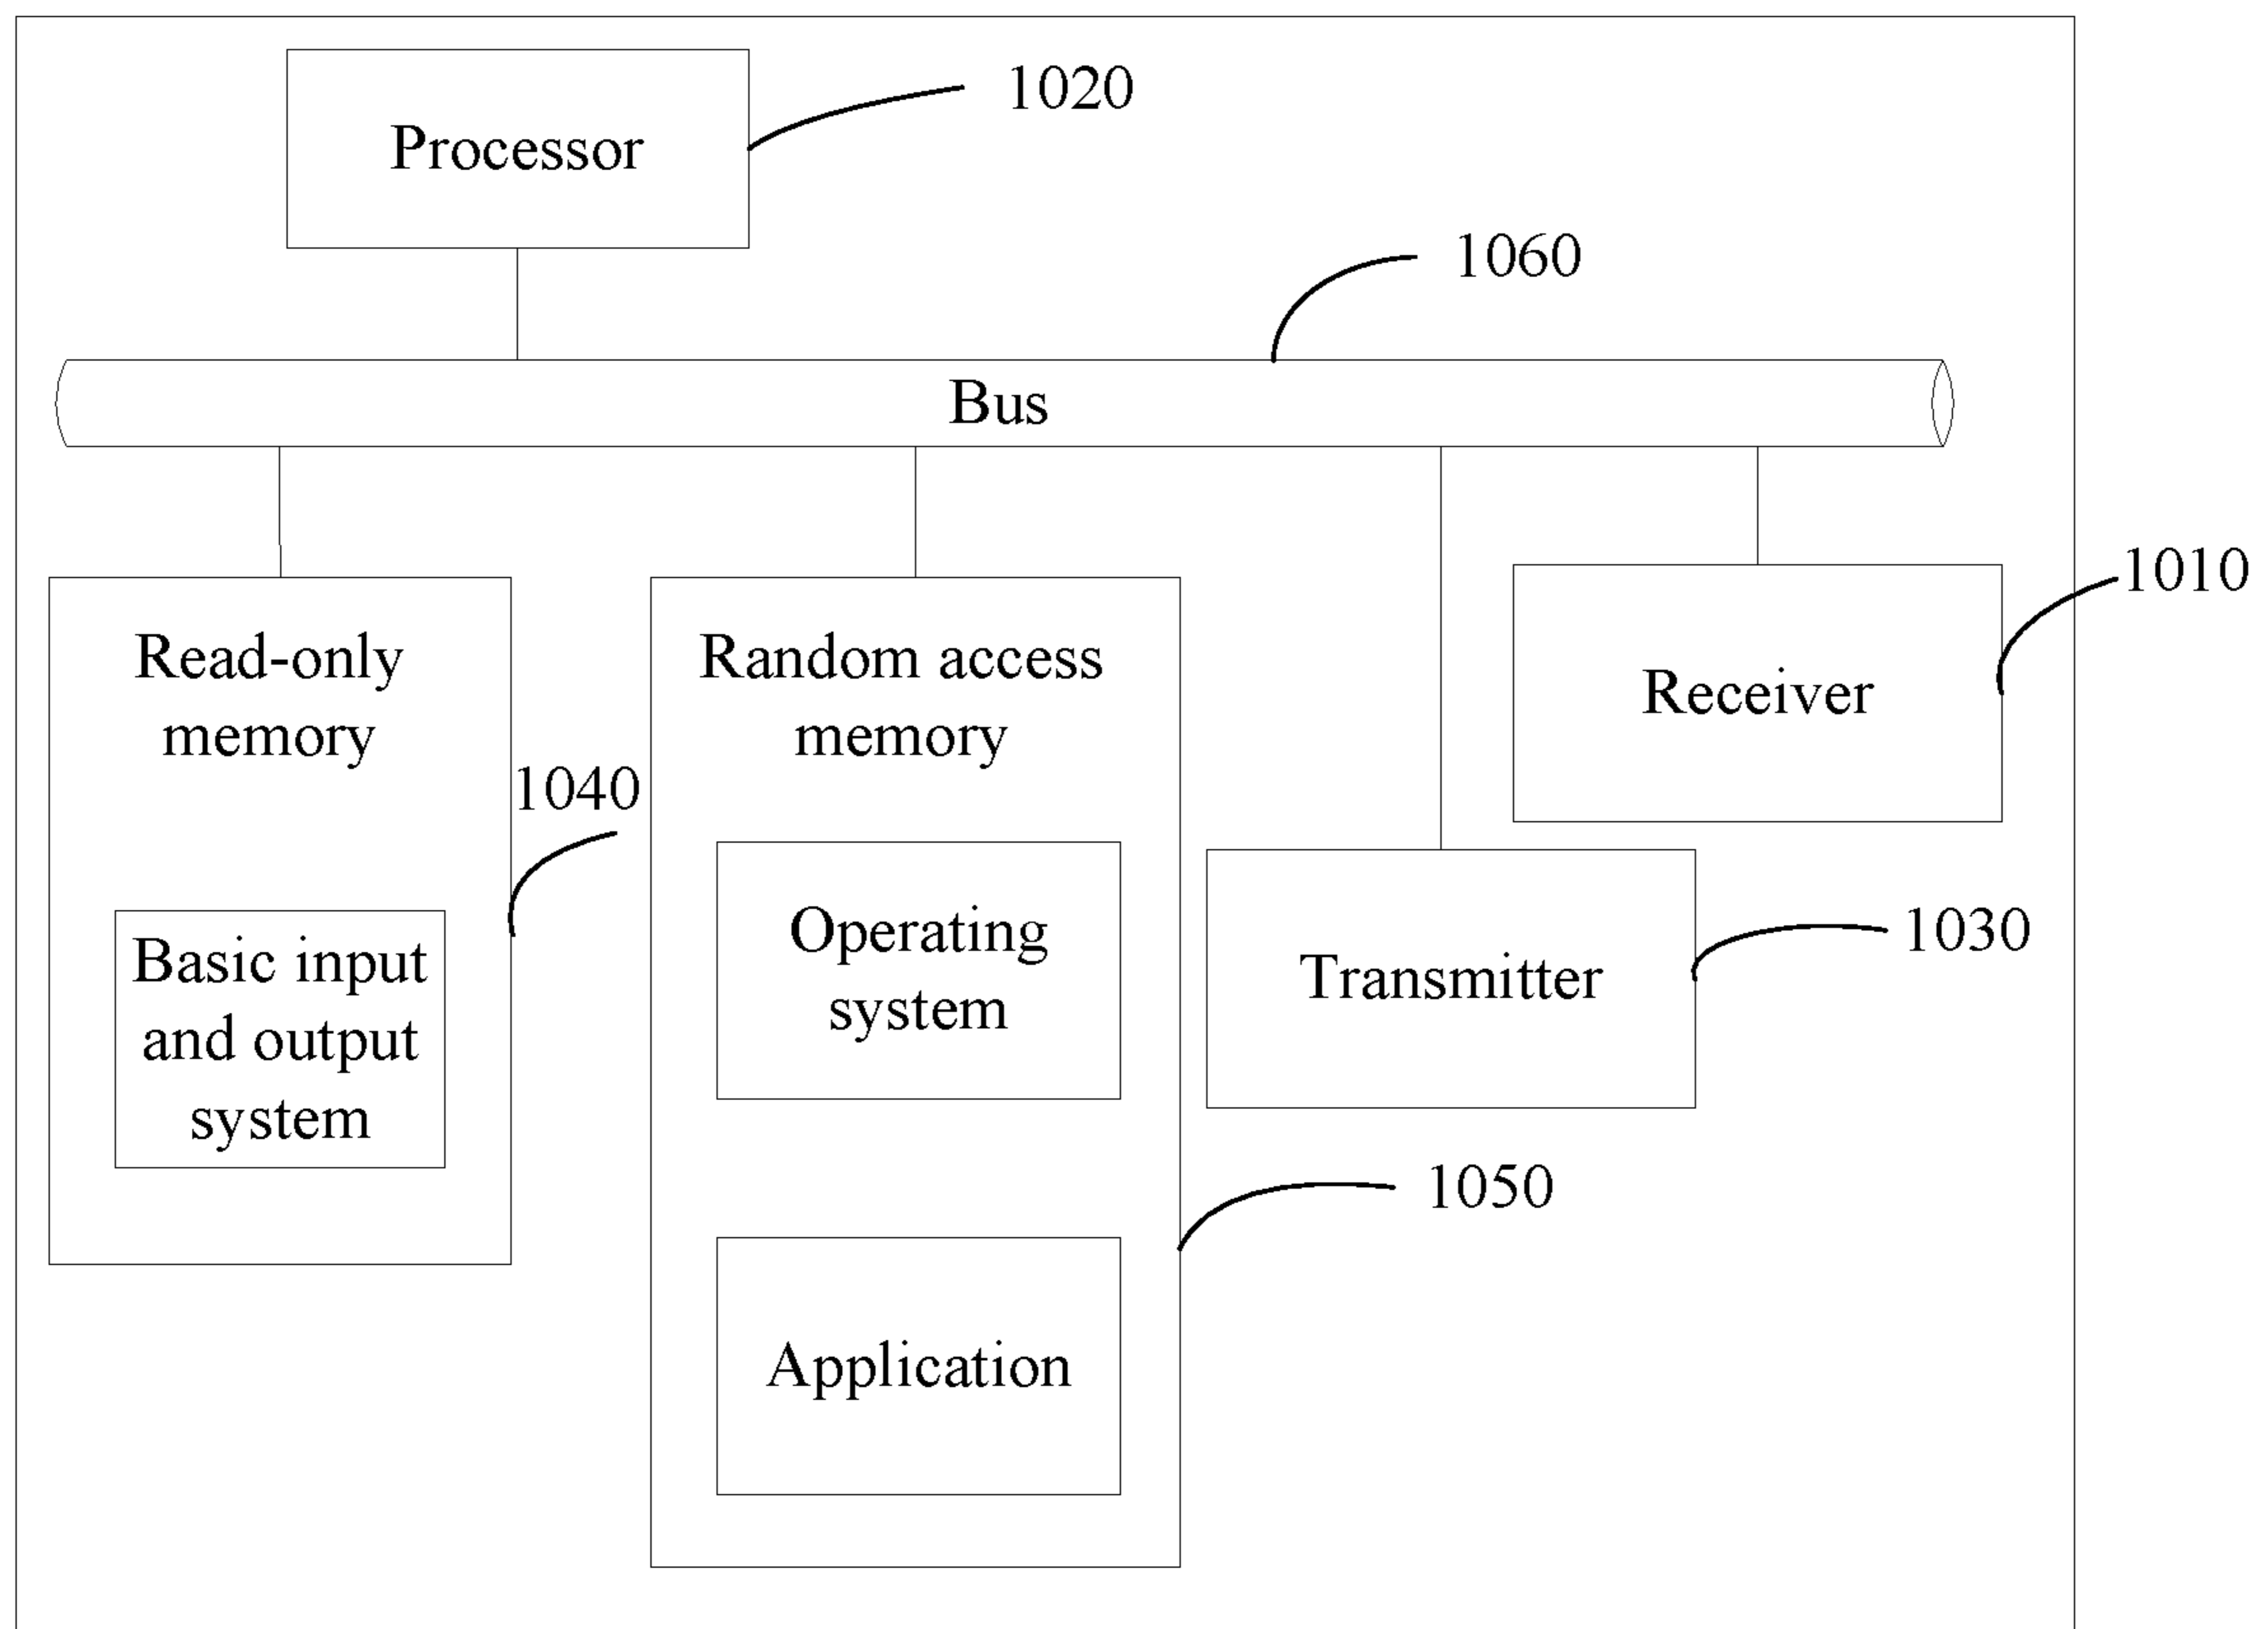 Processor
1020
1060
Bus
Read-only
memory
1040
Basic input
and output
system
Random access
memory
Operating
system
Application
1050
Receiver
1010
Transmitter
1030